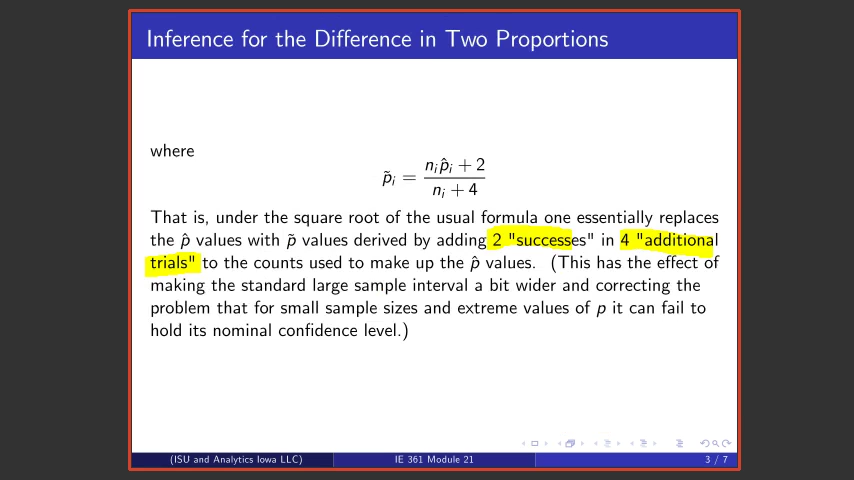 Inference for the Difference in Two Proportions
where
p̃ᵢ = (nᵢp̂ᵢ + 2) / (nᵢ + 4)
That is, under the square root of the usual formula one essentially replaces
the p̂ values with p̃ values derived by adding 2 "successes" in 4 "additional
trials" to the counts used to make up the p̂ values. (This has the effect of
making the standard large sample interval a bit wider and correcting the
problem that for small sample sizes and extreme values of p it can fail to
hold its nominal confidence level.)
(ISU and Analytics Iowa LLC) IE 361 Module 21 3 / 7